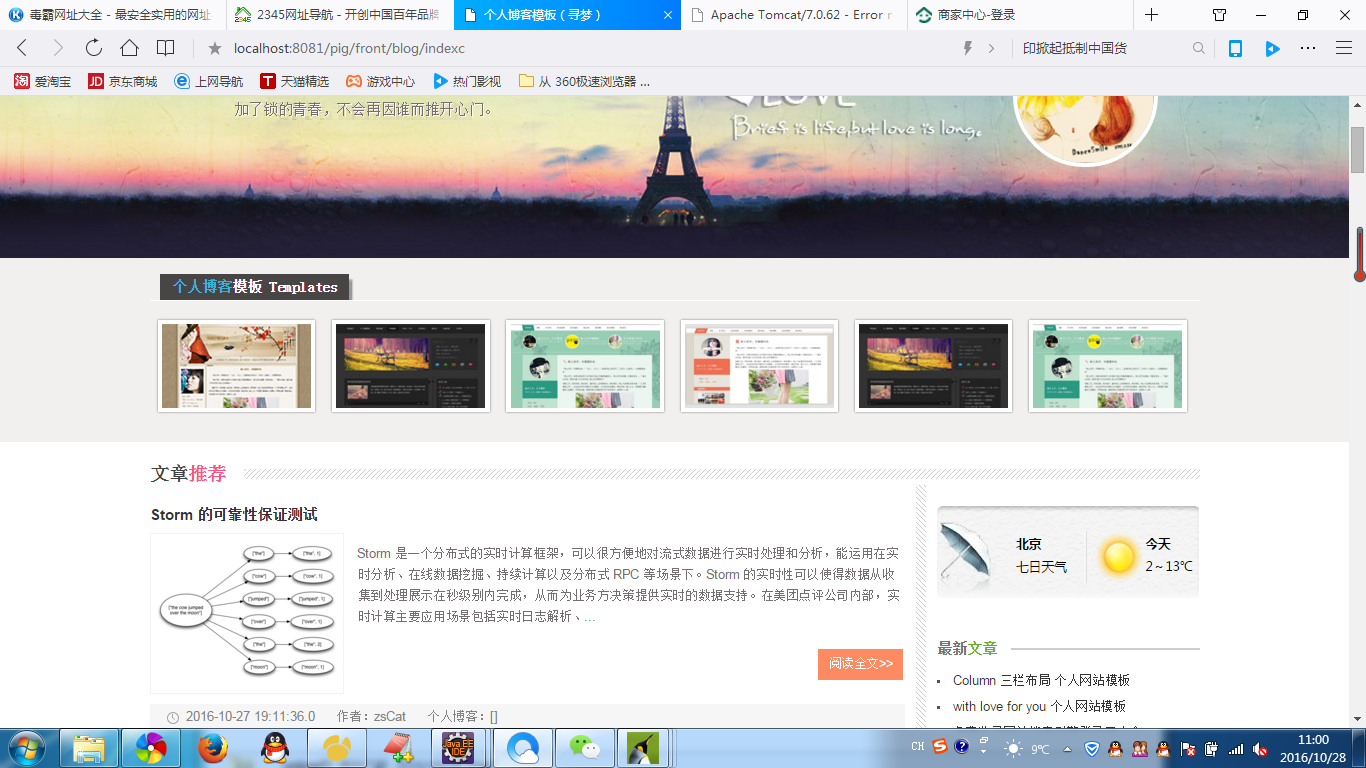 毒霸网址大全 - 最安全实用的网址
2345网址导航 - 开创中国百年品牌
个人博客模板（寻梦）
Apache Tomcat/7.0.62 - Error r
商家中心-登录
localhost:8081/pig/front/blog/indexc
印掀起抵制中国货
爱淘宝
JD 京东商城
上网导航
T 天猫精选
游戏中心
热门影视
从 360极速浏览器 ...
加了锁的青春，不会再因谁而推开心门。
LOVE
Brief is life,but love is long。
个人博客模板 Templates
文章推荐
Storm 的可靠性保证测试
["the cow jumped over the moon"]
["the"] ["the", 1]
["cow"] ["cow", 1]
["jumped"] ["jumped", 1]
["over"] ["over", 1]
["the"] ["the", 2]
["moon"] ["moon", 1]
Storm 是一个分布式的实时计算框架，可以很方便地对流式数据进行实时处理和分析，能运用在实
时分析、在线数据挖掘、持续计算以及分布式 RPC 等场景下。Storm 的实时性可以使得数据从收
集到处理展示在秒级别内完成，从而为业务方决策提供实时的数据支持。在美团点评公司内部，实
时计算主要应用场景包括实时日志解析、...
阅读全文>>
2016-10-27 19:11:36.0 作者：zsCat 个人博客：[]
北京
七日天气
今天
2～13℃
最新文章
Column 三栏布局 个人网站模板
with love for you 个人网站模板
Java EE IDE
CH
9℃
11:00
2016/10/28